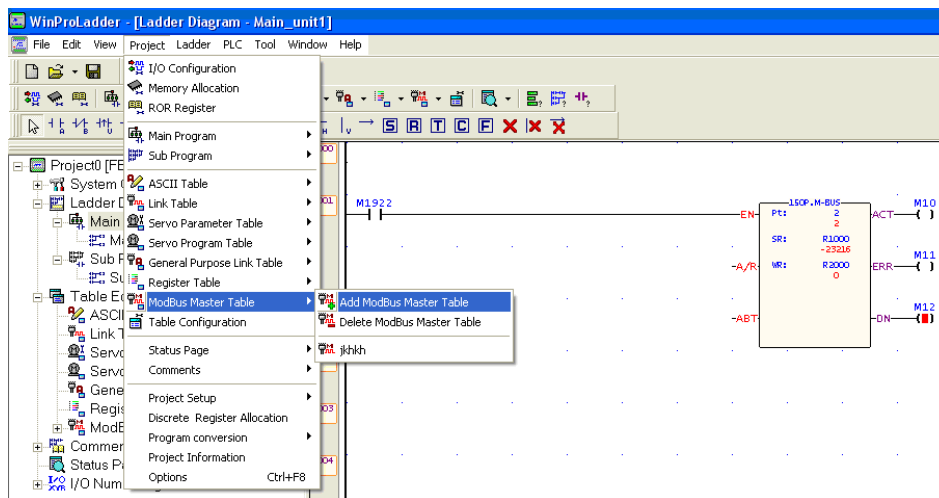 WinProLadder - [Ladder Diagram - Main_unit1]
File Edit View Project Ladder PLC Tool Window Help
I/O Configuration
Memory Allocation
ROR Register
Main Program
Sub Program
ASCII Table
Link Table
Servo Parameter Table
Servo Program Table
General Purpose Link Table
Register Table
ModBus Master Table
Table Configuration
Status Page
Comments
Project Setup
Discrete Register Allocation
Program conversion
Project Information
Options Ctrl+F8
Add ModBus Master Table
Delete ModBus Master Table
jkhkh
S R T C F
Project0 [FB
System
Ladder D
Main
Sub P
Table Ed
ASCI
Link T
Servo
Servo
Gene
Regis
ModB
Commen
Status P
I/O Num
M1922
150P.M-BUS
EN Pt: 2 ACT M10
2
SR: R1000
-23216
A/R WR: R2000 ERR M11
0
ABT DN M12